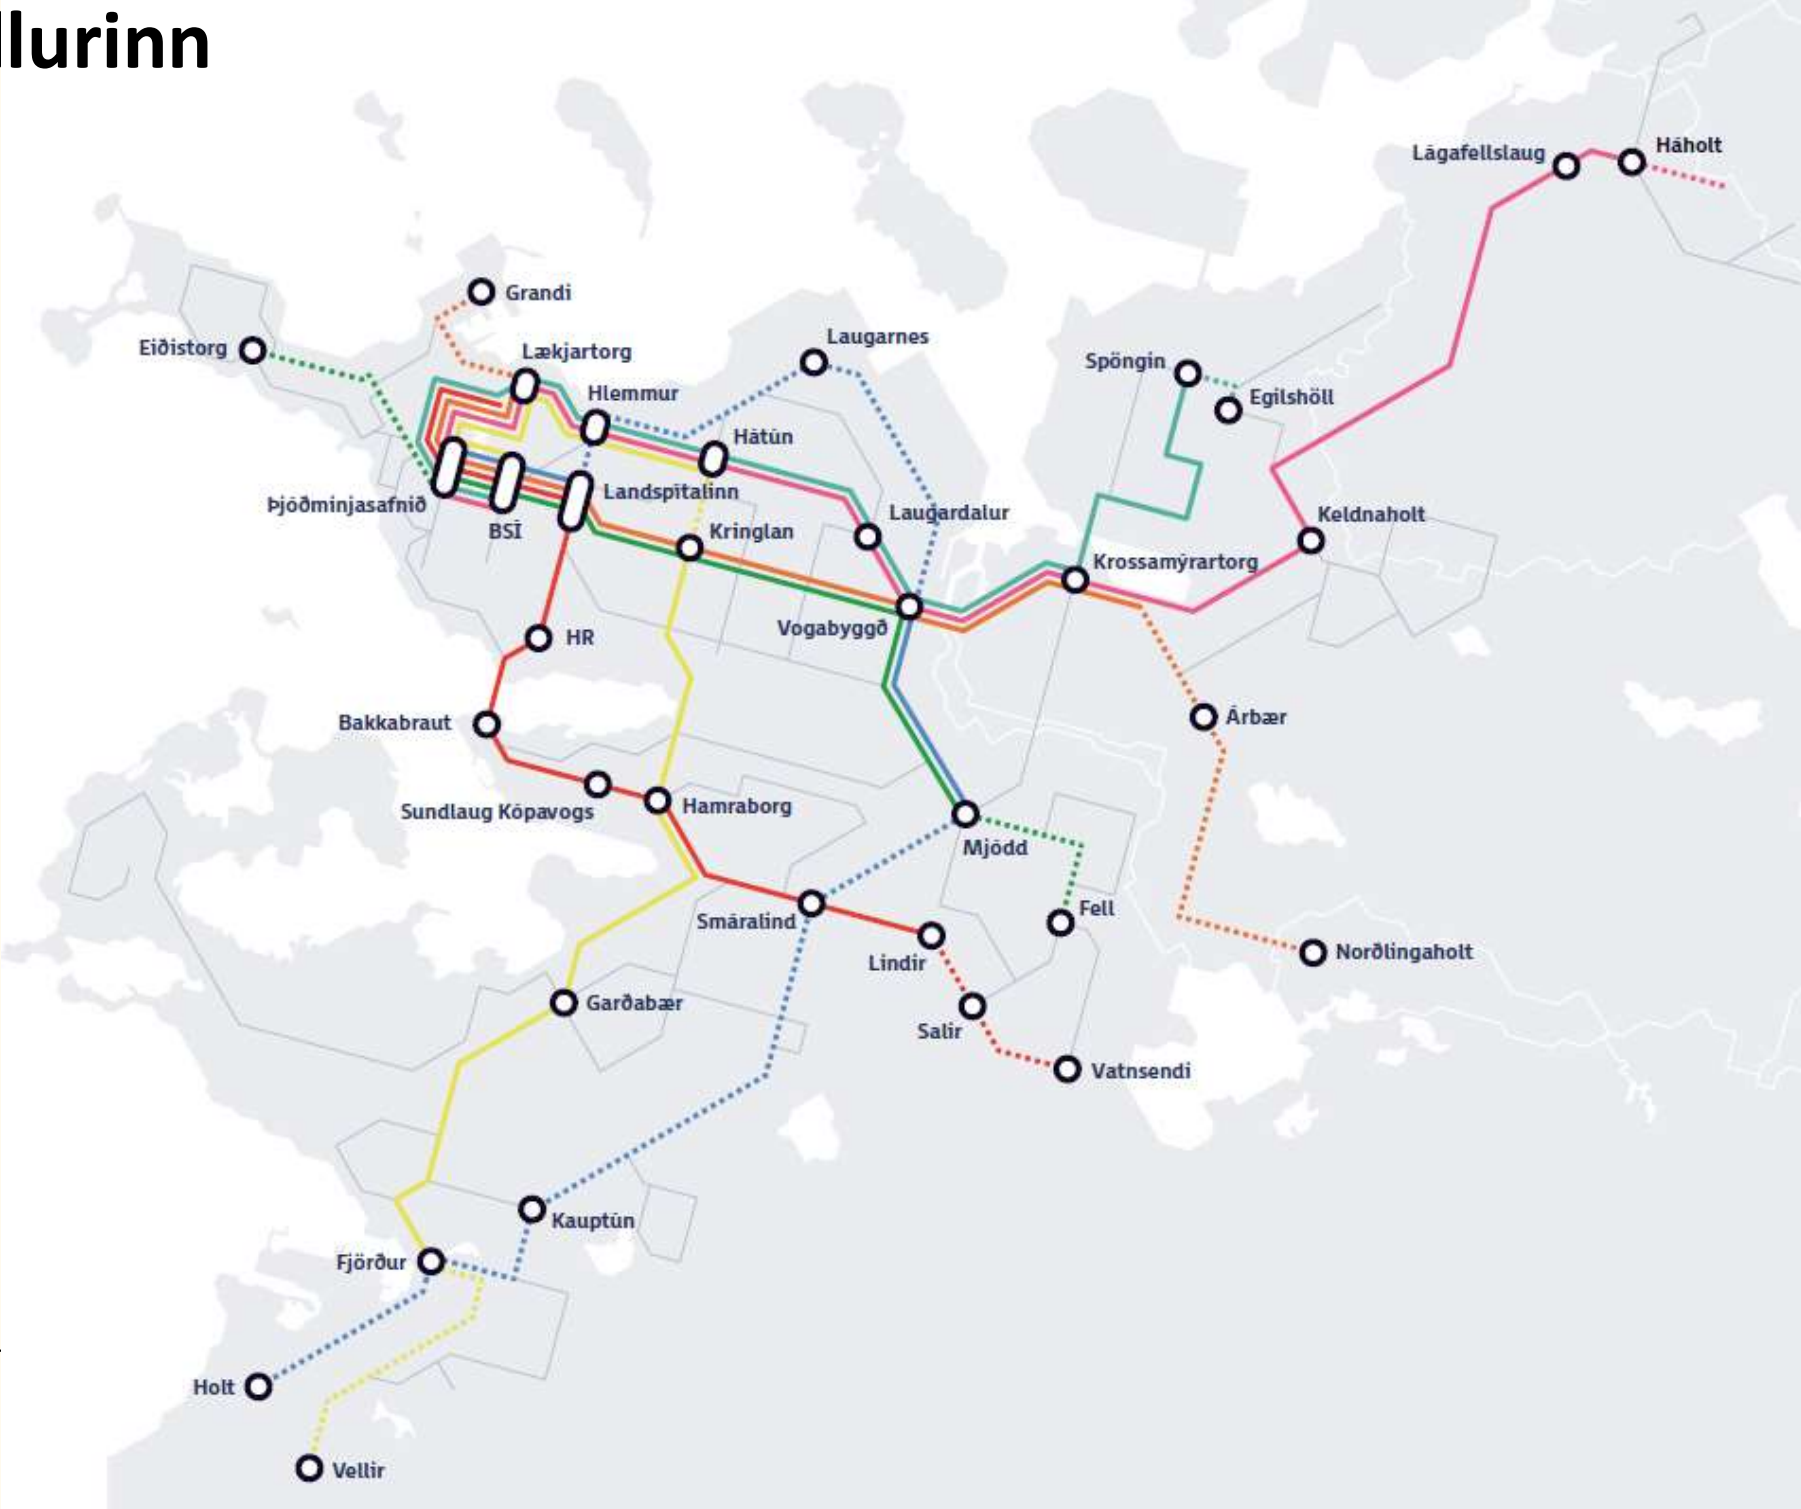 llurinn
Lágafellslaug
Háholt
Grandi
Eiðistorg
Lækjartorg
Laugarnes
Spöngin
Hlemmur
Egilshöll
Hátún
Þjóðminjasafnið
BSÍ
Landspítalinn
Kringlan
Laugardalur
Keldnaholt
Krossamýrartorg
Vogabyggð
HR
Bakkabraut
Árbær
Sundlaug Kópavogs
Hamraborg
Mjódd
Smáralind
Fell
Lindir
Norðlingaholt
Garðabær
Salir
Vatnsendi
Kauptún
Fjörður
Holt
Vellir